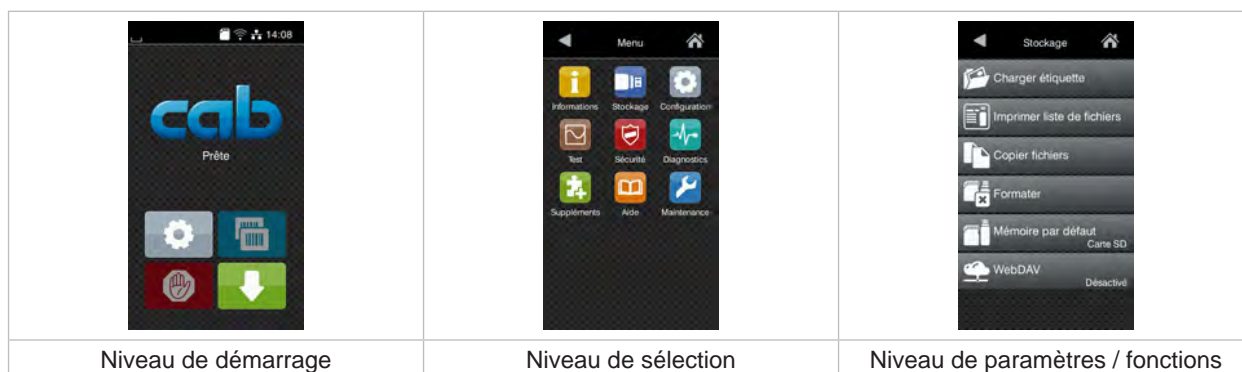 14:08
cab
Prête
Niveau de démarrage
Menu
Informations Stockage Configuration
Test Sécurité Diagnostics
Suppléments Aide Maintenance
Niveau de sélection
Stockage
Charger étiquette
Imprimer liste de fichiers
Copier fichiers
Formater
Mémoire par défaut
Carte SD
WebDAV
Désactivé
Niveau de paramètres / fonctions